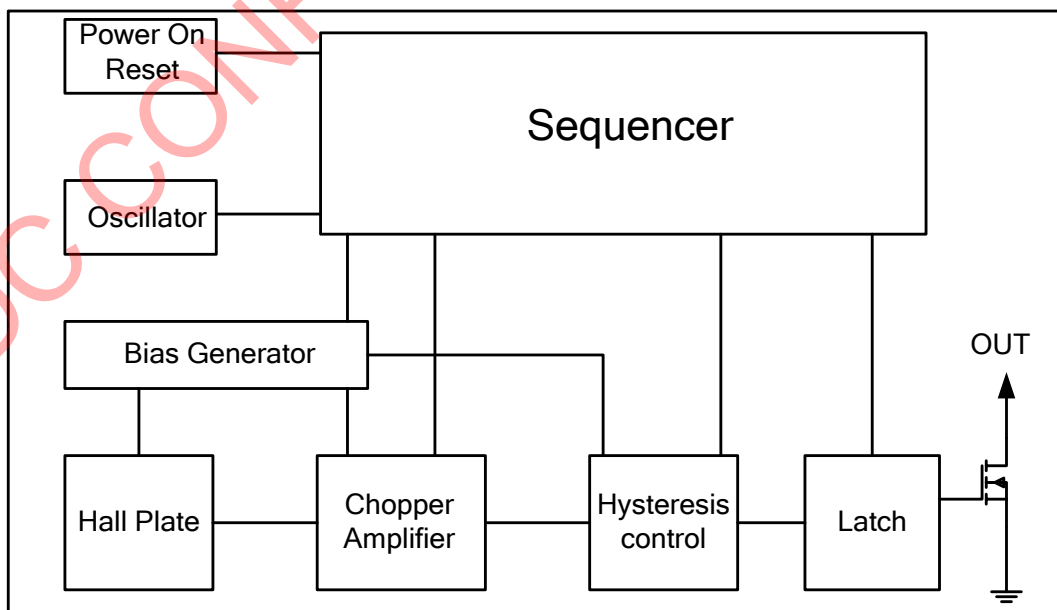 Power On
Reset
Sequencer
Oscillator
Bias Generator
OUT
Hall Plate
Chopper
Amplifier
Hysteresis
control
Latch